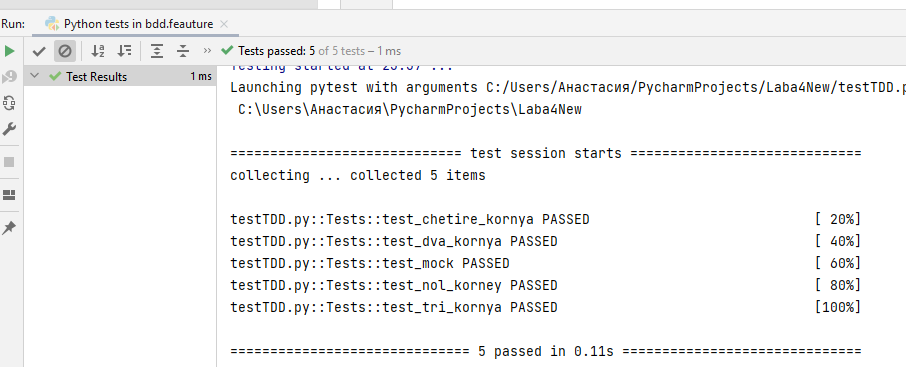 Run: Python tests in bdd.feauture ×
Tests passed: 5 of 5 tests – 1 ms
Test Results 1 ms
Testing started at 23:37 ...
Launching pytest with arguments C:/Users/Анастасия/PycharmProjects/Laba4New/testTDD.p
C:\Users\Анастасия\PycharmProjects\Laba4New
============================= test session starts =============================
collecting ... collected 5 items
testTDD.py::Tests::test_chetire_kornya PASSED [ 20%]
testTDD.py::Tests::test_dva_kornya PASSED [ 40%]
testTDD.py::Tests::test_mock PASSED [ 60%]
testTDD.py::Tests::test_nol_korney PASSED [ 80%]
testTDD.py::Tests::test_tri_kornya PASSED [100%]
============================== 5 passed in 0.11s ==============================